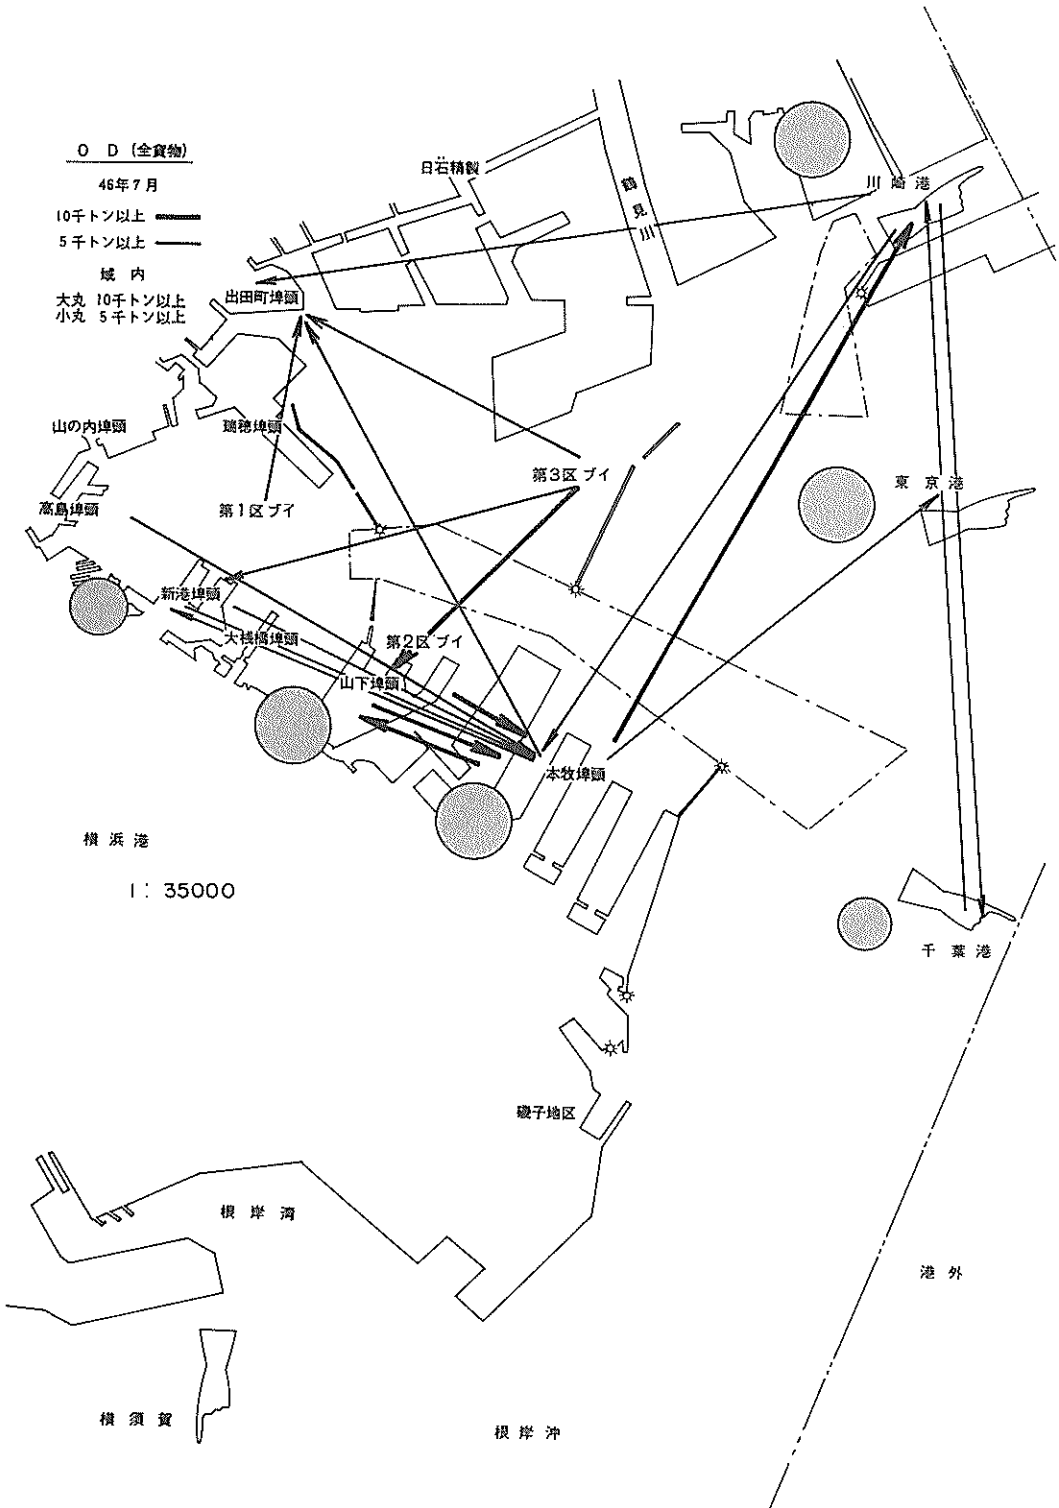 O D (全貨物)
46年7月
10千トン以上
5千トン以上
域内
大丸 10千トン以上
小丸 5千トン以上
日石精製
鶴見川
川崎港
出田町埠頭
山の内埠頭
瑞穂埠頭
高島埠頭
第1区ブイ
第3区ブイ
東京港
新港埠頭
大桟橋埠頭
第2区ブイ
山下埠頭
本牧埠頭
横浜港
1:35000
千葉港
磯子地区
根岸湾
港外
横須賀
根岸沖